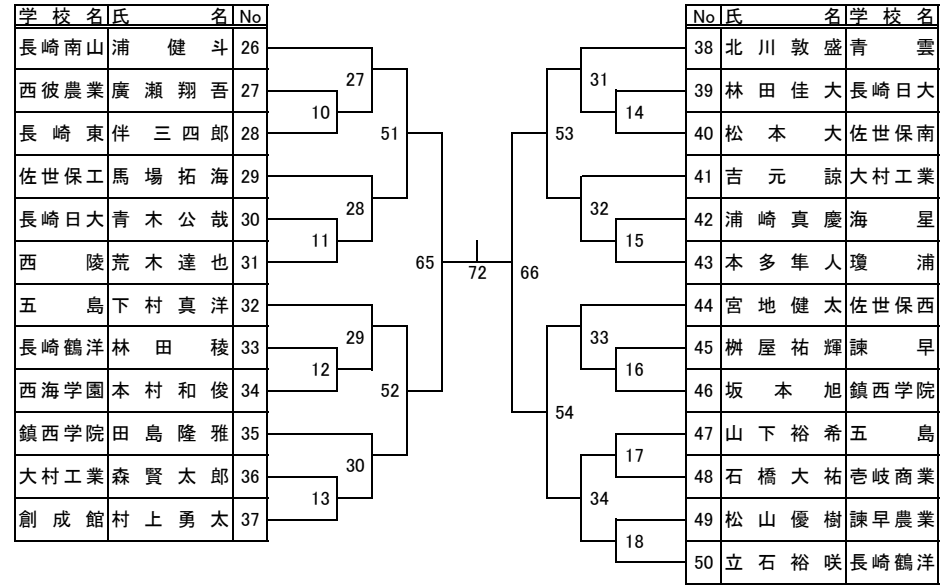 学校名 氏名 No
長崎南山 浦健斗 26
西彼農業 廣瀬翔吾 27
長崎東 伴三四郎 28
佐世保工 馬場拓海 29
長崎日大 青木公哉 30
西陵 荒木達也 31
五島 下村真洋 32
長崎鶴洋 林田稜 33
西海学園 本村和俊 34
鎮西学院 田島隆雅 35
大村工業 森賢太郎 36
創成館 村上勇太 37
27
10
51
28
11
65
29
12
52
30
13
72
No 氏名 学校名
38 北川敦盛 青雲
39 林田佳大 長崎日大
40 松本大 佐世保南
41 吉元諒 大村工業
42 浦崎真慶 海星
43 本多隼人 瓊浦
44 宮地健太 佐世保西
45 桝屋祐輝 諫早
46 坂本旭 鎮西学院
47 山下裕希 五島
48 石橋大祐 壱岐商業
49 松山優樹 諫早農業
50 立石裕咲 長崎鶴洋
31
14
53
32
15
66
33
16
54
17
34
18